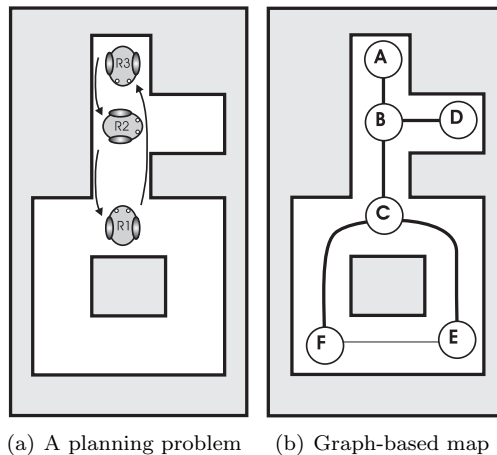 R3
R2
R1
A
B
D
C
F
E
(a) A planning problem
(b) Graph-based map